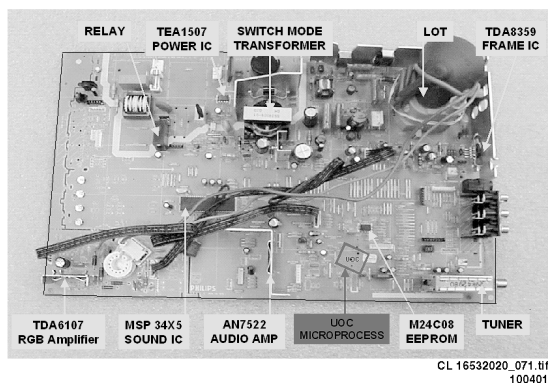 RELAY
TEA1507
POWER IC
SWITCH MODE
TRANSFORMER
LOT
TDA8359
FRAME IC
UOC
PHILIPS
TDA6107
RGB Amplifier
MSP 34X5
SOUND IC
AN7522
AUDIO AMP
UOC
MICROPROCESS
M24C08
EEPROM
TUNER
CL 16532020_071.tif
100401